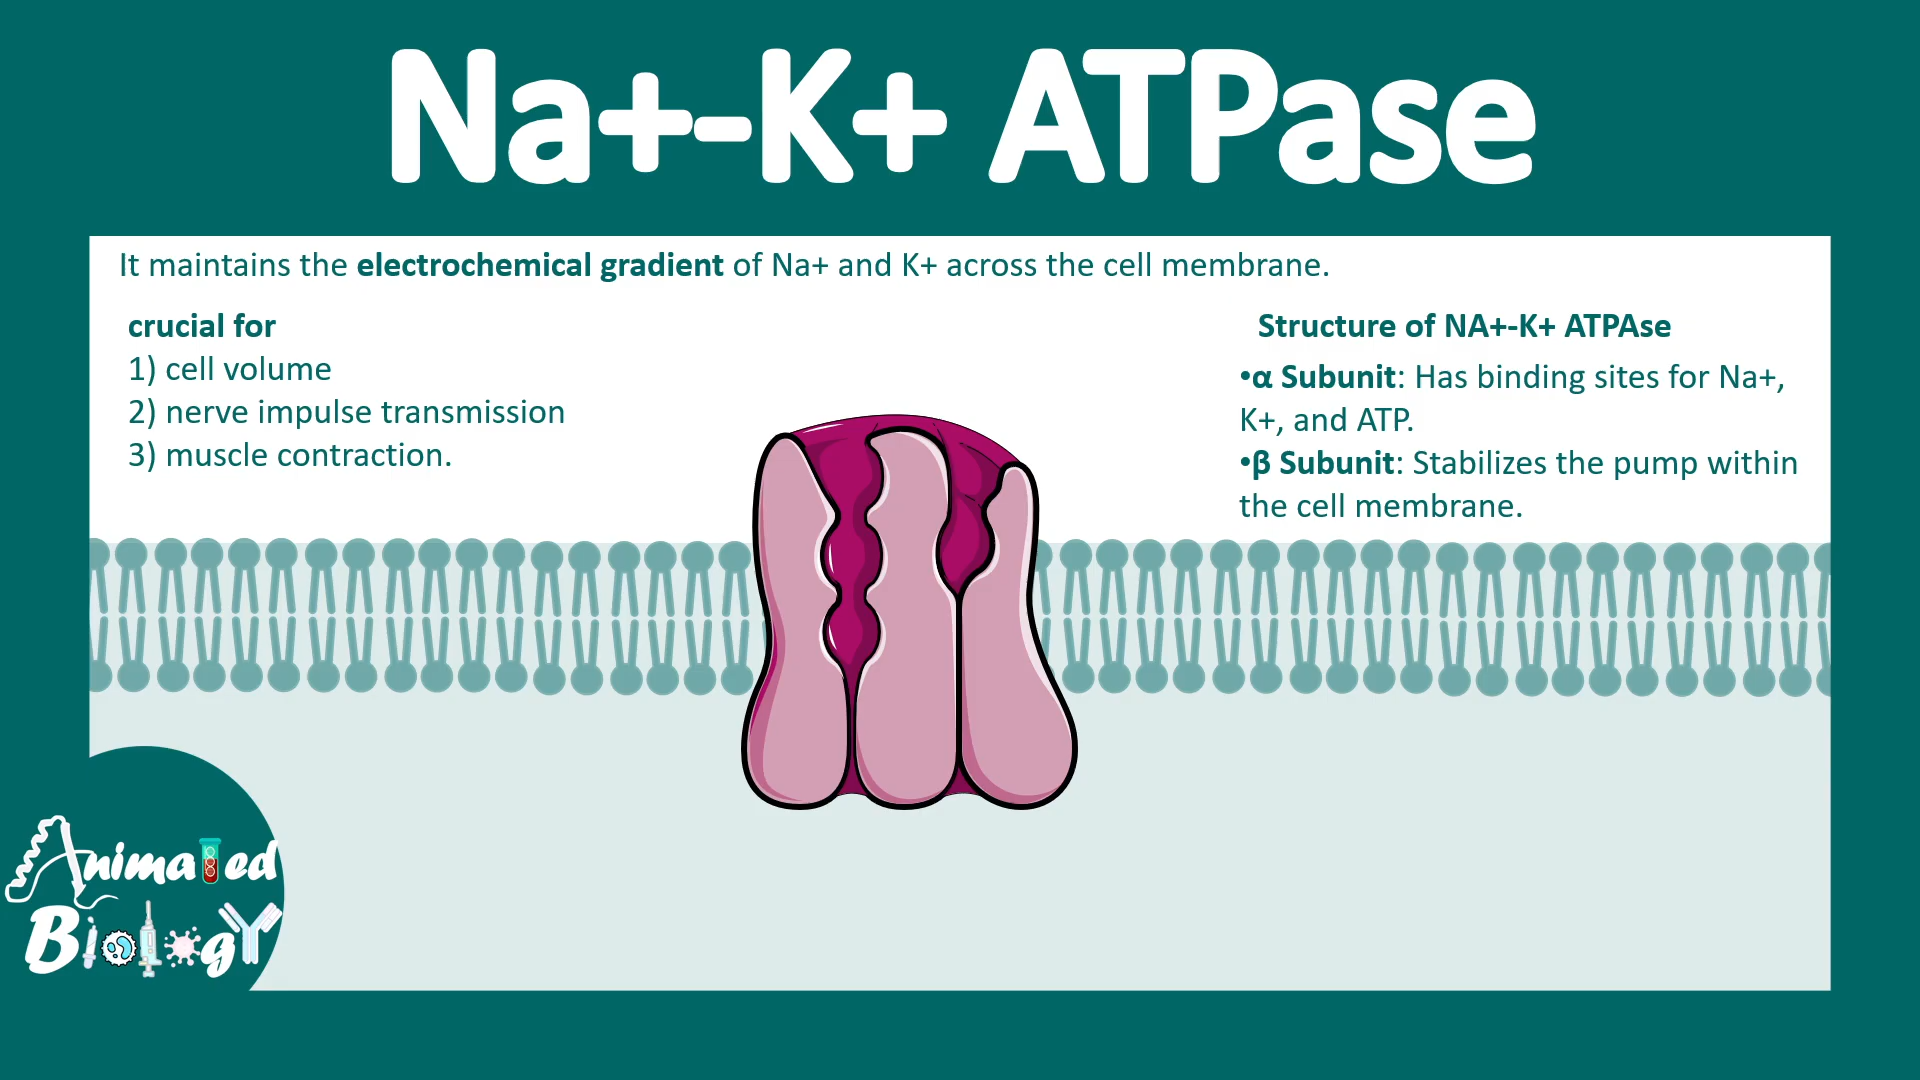 Na+-K+ ATPase
It maintains the electrochemical gradient of Na+ and K+ across the cell membrane.
crucial for
1) cell volume
2) nerve impulse transmission
3) muscle contraction.
Structure of NA+-K+ ATPAse
•α Subunit: Has binding sites for Na+,
K+, and ATP.
•β Subunit: Stabilizes the pump within
the cell membrane.
Animated
Biology